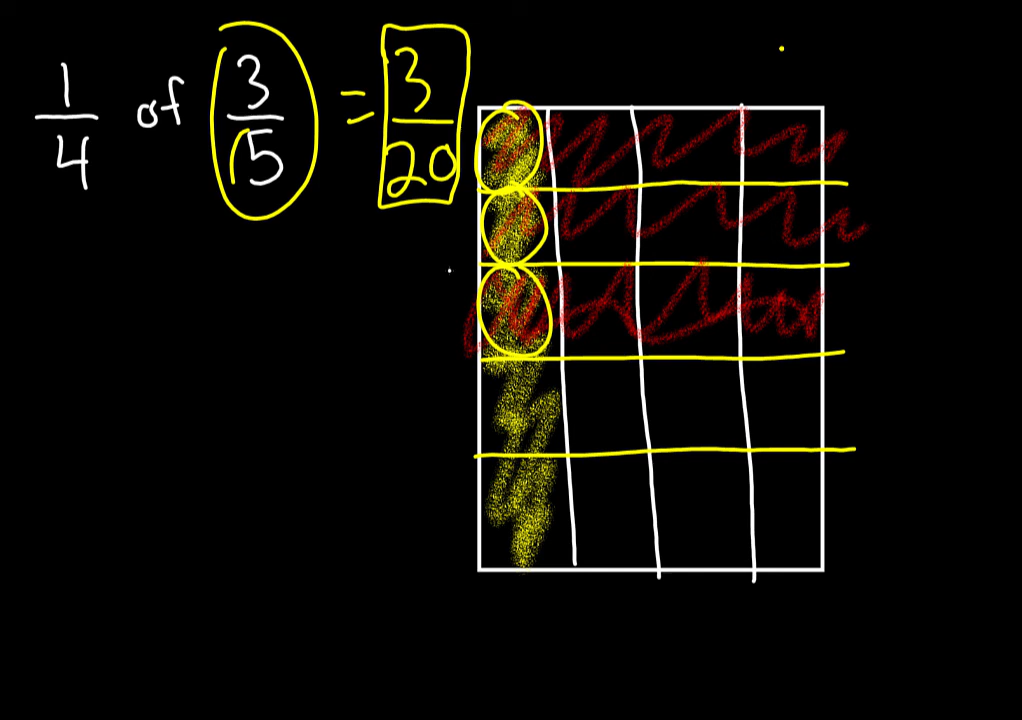 1/4 of 3/5 = 3/20